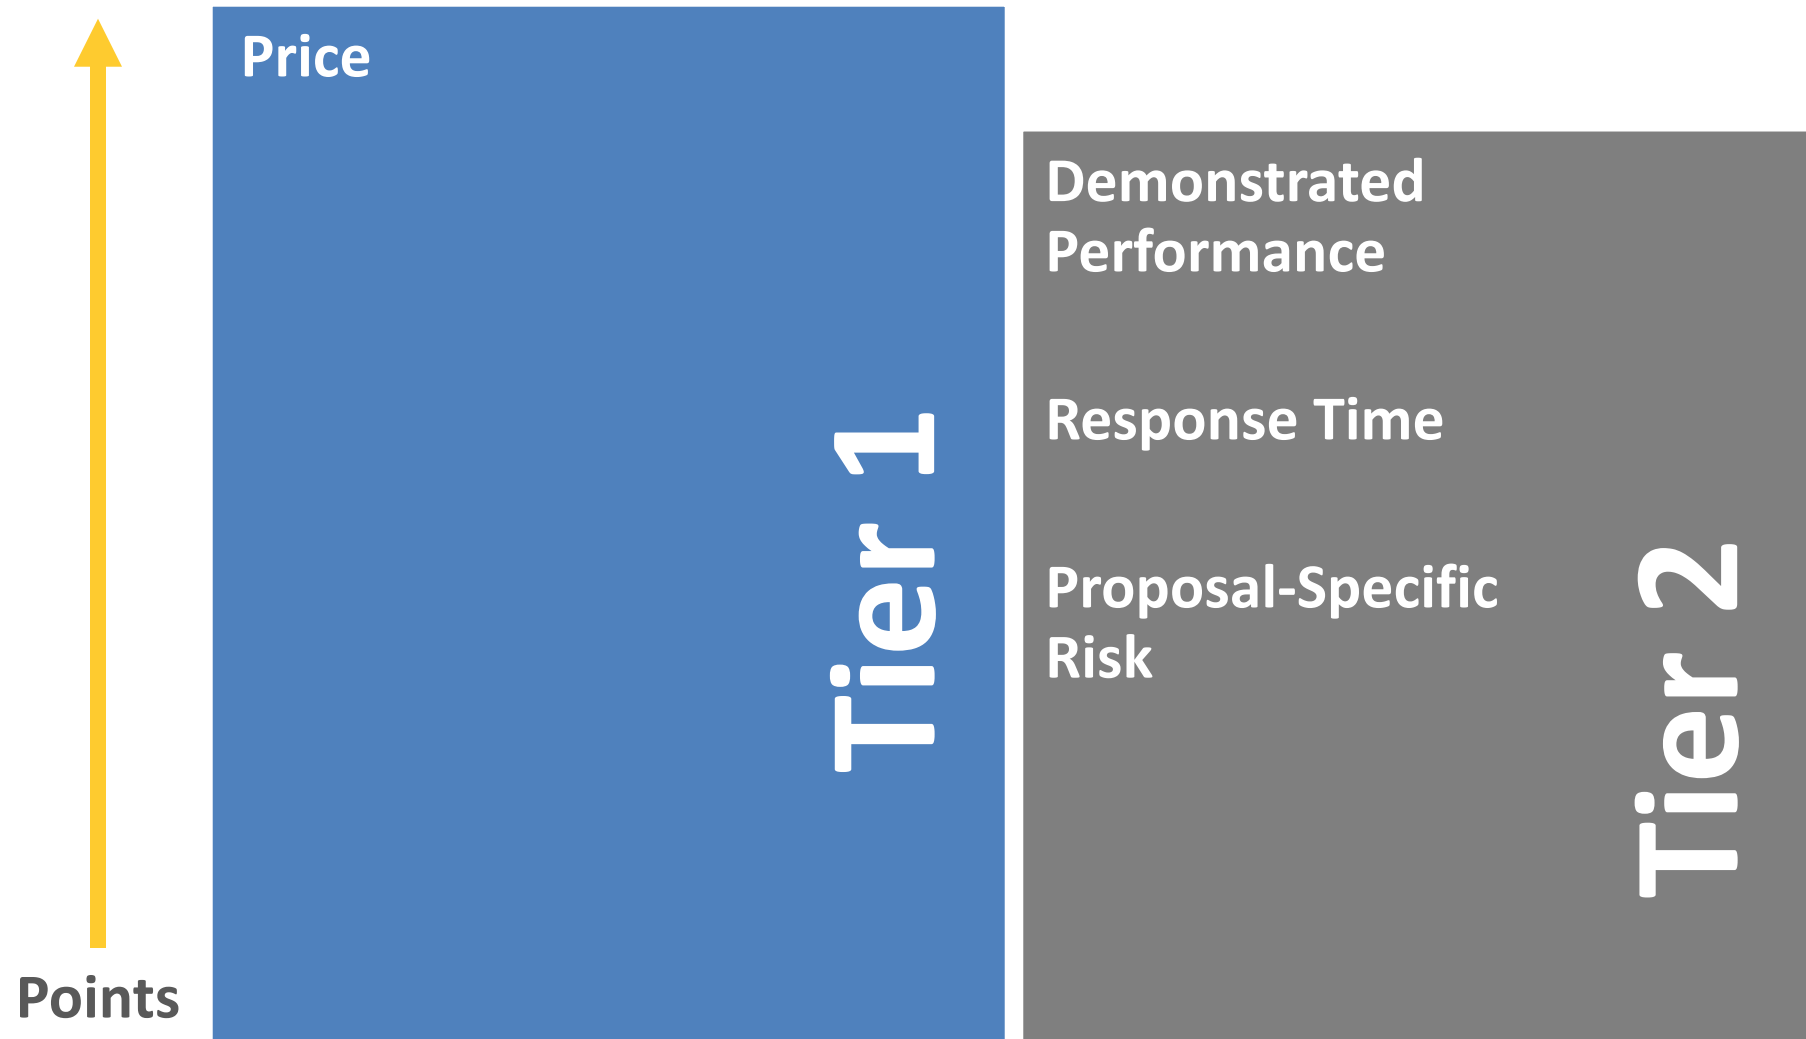 Price
Tier 1
Demonstrated
Performance
Response Time
Proposal-Specific
Risk
Tier 2
Points